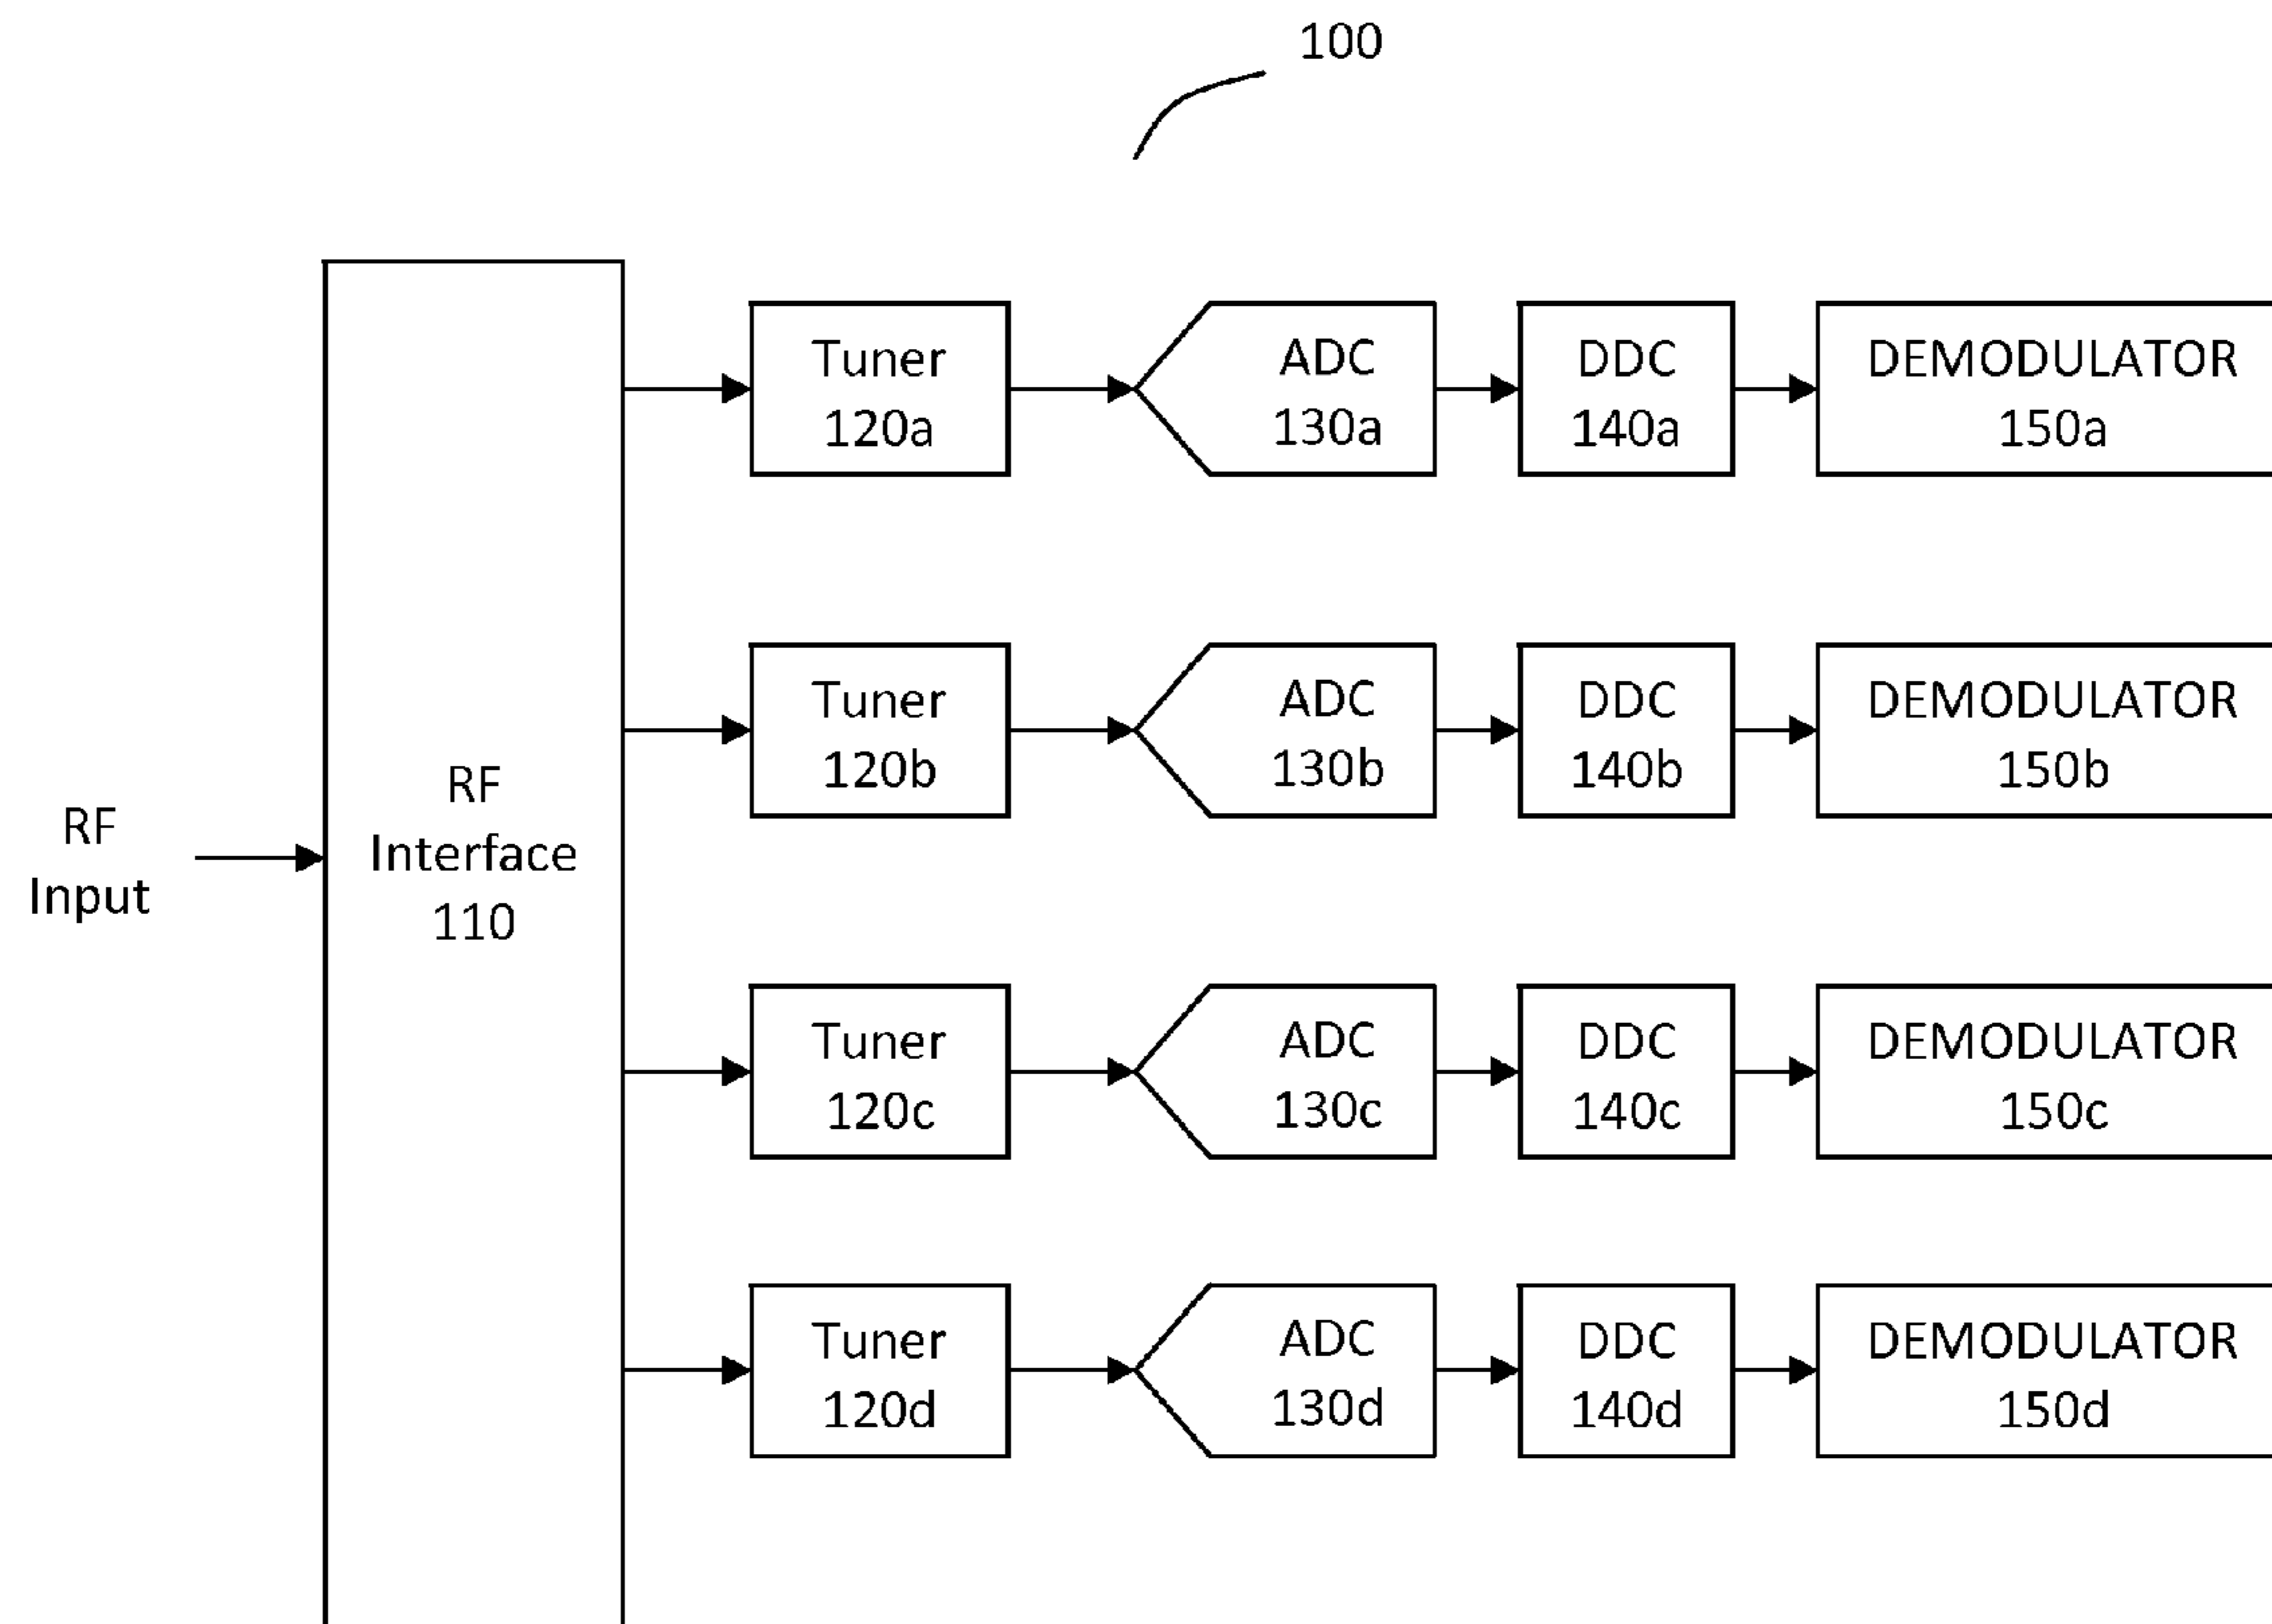 100
Tuner
120a
ADC
130a
DDC
140a
DEMODULATOR
150a
Tuner
120b
ADC
130b
DDC
140b
DEMODULATOR
150b
RF
Input
RF
Interface
110
Tuner
120c
ADC
130c
DDC
140c
DEMODULATOR
150c
Tuner
120d
ADC
130d
DDC
140d
DEMODULATOR
150d